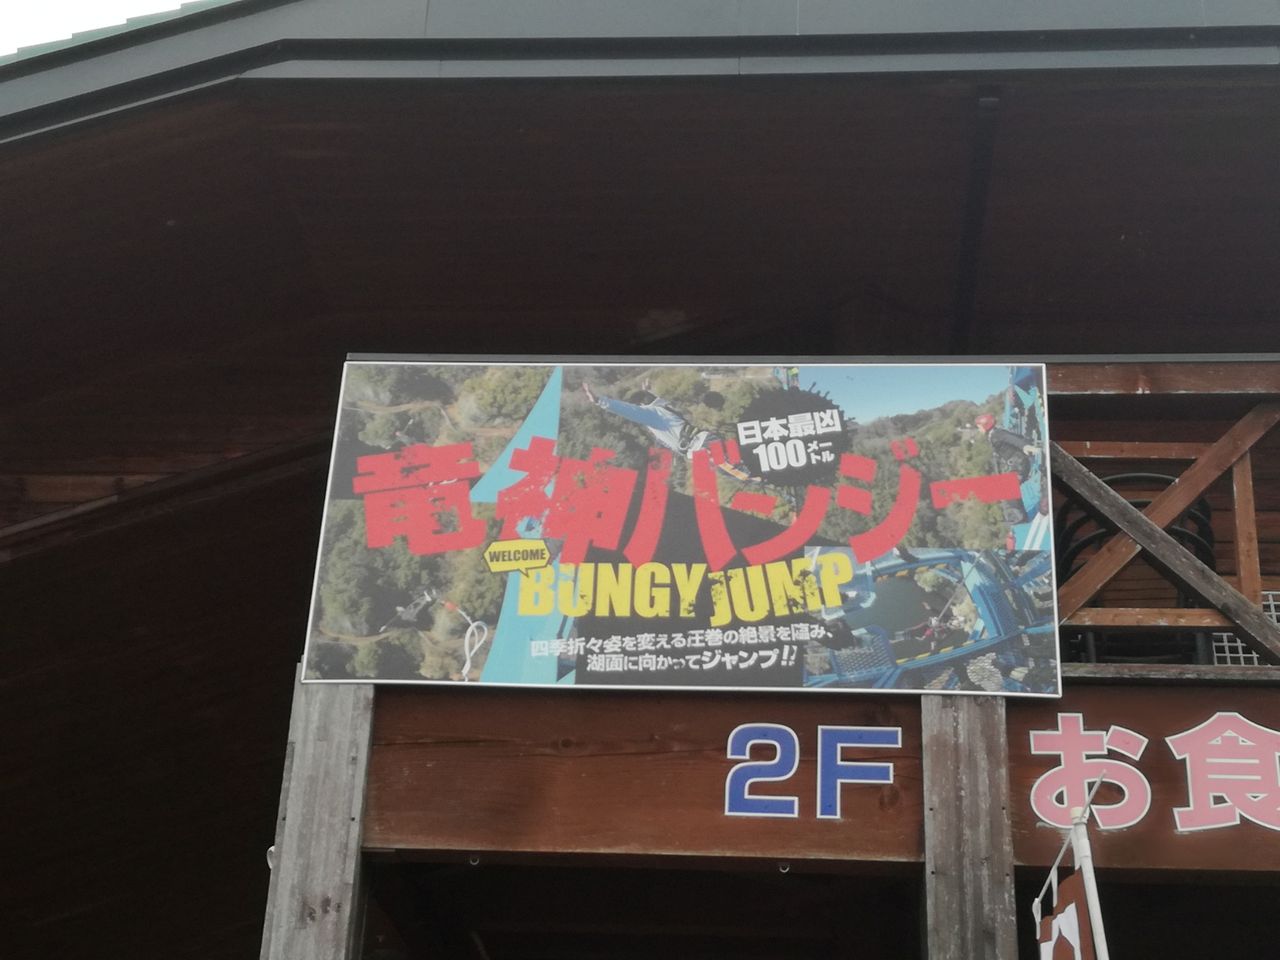 日本最凶
100メートル
竜神バンジー
WELCOME
BUNGY JUMP
四季折々姿を変える圧巻の絶景を臨み、
湖面に向かってジャンプ!!
2F
お食